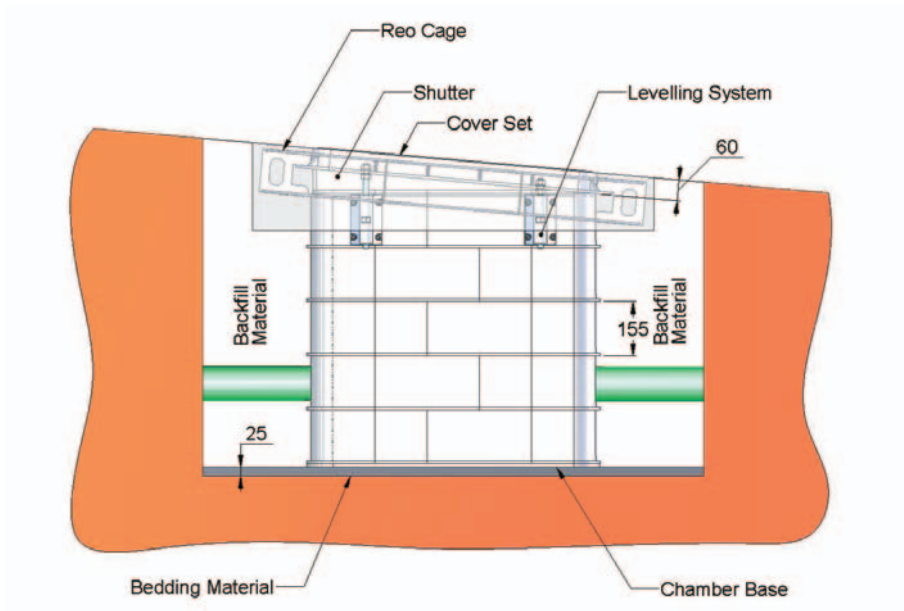 Reo Cage
Shutter
Levelling System
Cover Set
60
Backfill
Material
155
Backfill
Material
25
Bedding Material
Chamber Base